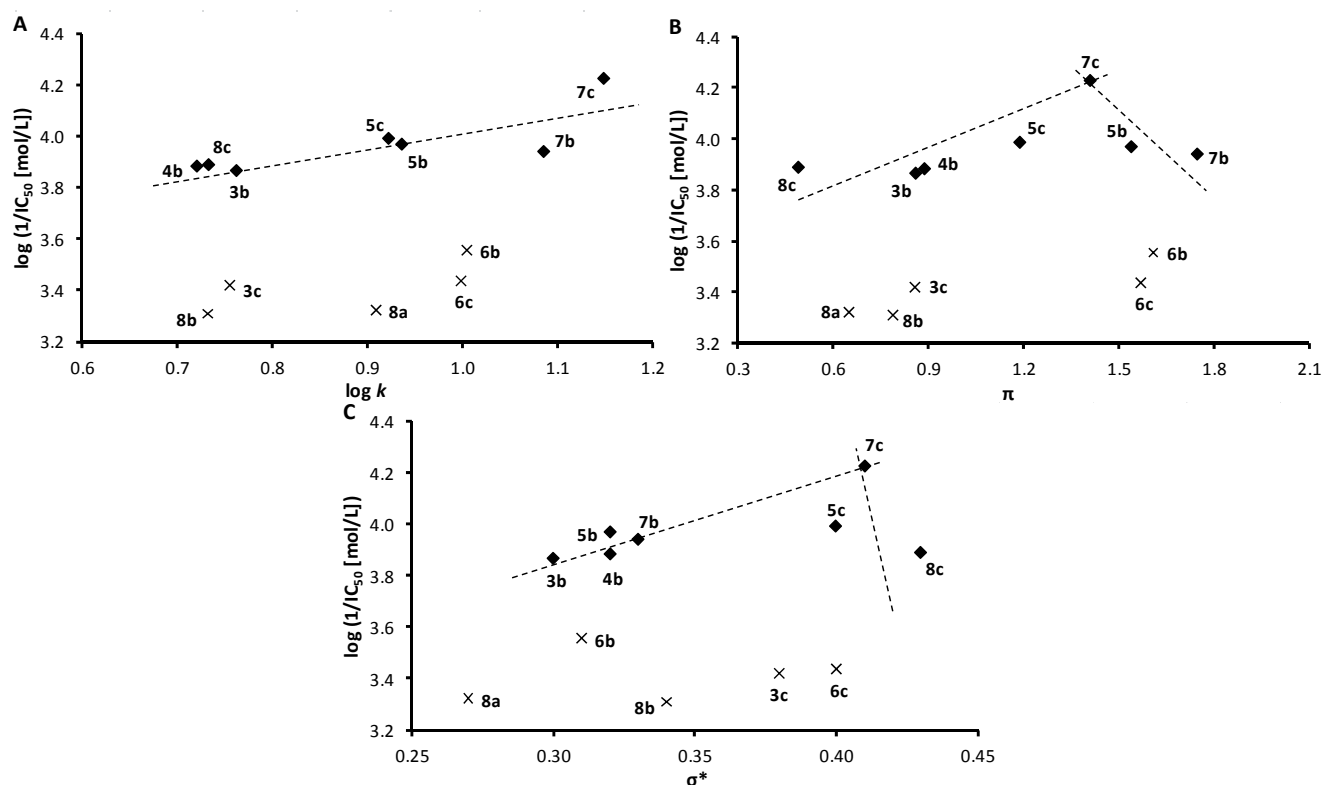 A
log (1/IC50 [mol/L])
4.4
4.2
4.0
3.8
3.6
3.4
3.2
7c
5c
8c
7b
4b
5b
3b
6b
3c
6c
8a
8b
0.6 0.7 0.8 0.9 1.0 1.1 1.2
log k
B
log (1/IC50 [mol/L])
4.4
4.2
4.0
3.8
3.6
3.4
3.2
7c
5c
5b
4b
7b
8c
3b
6b
3c
6c
8a
8b
0.3 0.6 0.9 1.2 1.5 1.8 2.1
π
C
log (1/IC50 [mol/L])
4.4
4.2
4.0
3.8
3.6
3.4
3.2
7c
7b
5c
5b
8c
3b 4b
6b
3c 6c
8a
8b
0.25 0.30 0.35 0.40 0.45
σ*